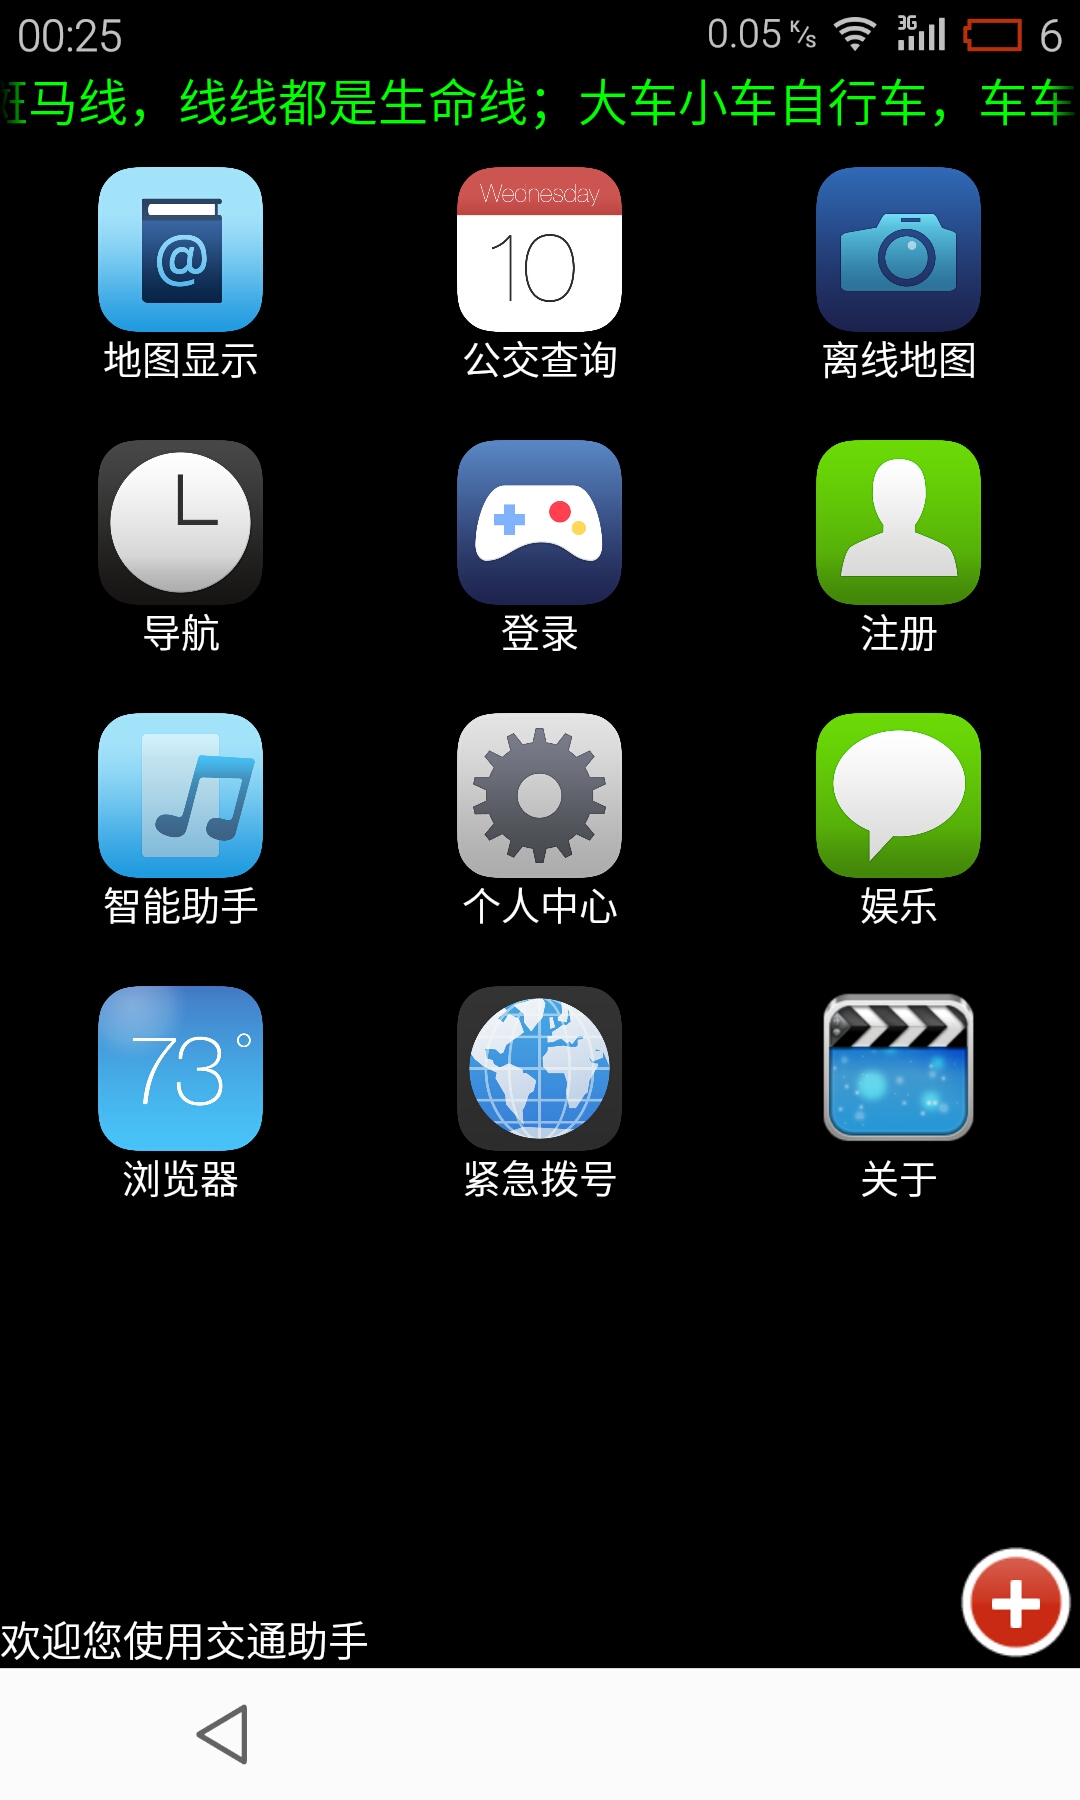 00:25 0.05 K/S 3G 6
斑马线，线线都是生命线；大车小车自行车，车车
Wednesday
10
@
地图显示 公交查询 离线地图
导航 登录 注册
智能助手 个人中心 娱乐
73°
浏览器 紧急拨号 关于
欢迎您使用交通助手